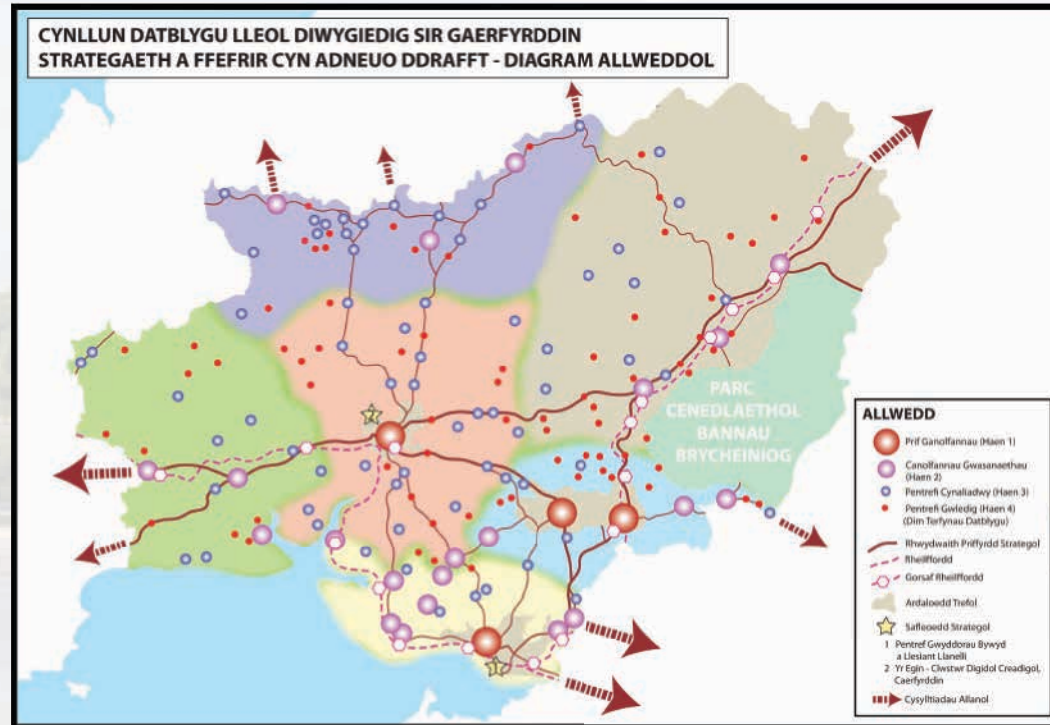 CYNLLUN DATBLYGU LLEOL DIWYGIEDIG SIR GAERFYRDDIN
STRATEGAETH A FFEFRIR CYN ADNEUO DDRAFFT - DIAGRAM ALLWEDDOL
2
PARC
CENEDLAETHOL
BANNAU
BRYCHEINIOG
1
ALLWEDD
Prif Ganolfannau (Haen 1)
Canolfannau Gwasanaethau
(Haen 2)
Pentrefi Cynaliadwy (Haen 3)
Pentrefi Gwledig (Haen 4)
(Dim Terfynau Datblygu)
Rhwydwaith Priffyrdd Strategol
Rheilffordd
Gorsaf Rheilffordd
Ardaloedd Trefol
Safleoedd Strategol
1 Pentref Gwyddorau Bywyd
a Llesiant Llanelli
2 Yr Egin - Clwstwr Digidol Creadigol,
Caerfyrddin
Cysylltiadau Allanol